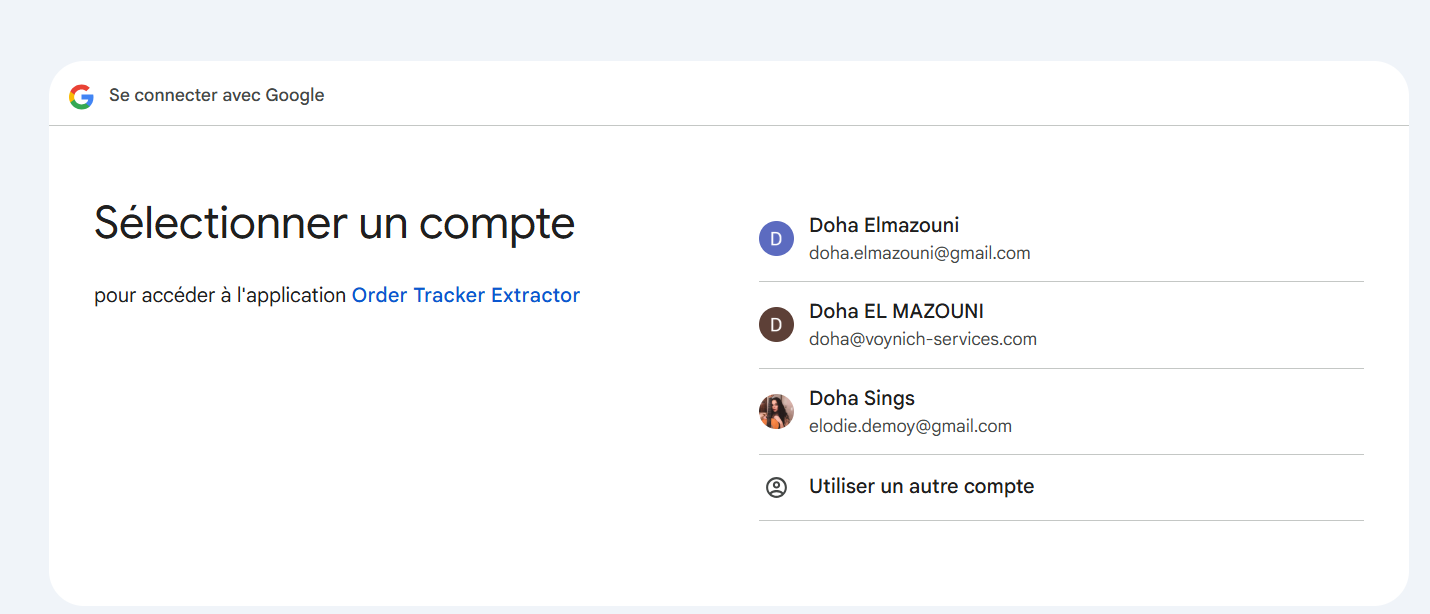 Se connecter avec Google
Sélectionner un compte
pour accéder à l'application Order Tracker Extractor
D
Doha Elmazouni
doha.elmazouni@gmail.com
D
Doha EL MAZOUNI
doha@voynich-services.com
Doha Sings
elodie.demoy@gmail.com
Utiliser un autre compte